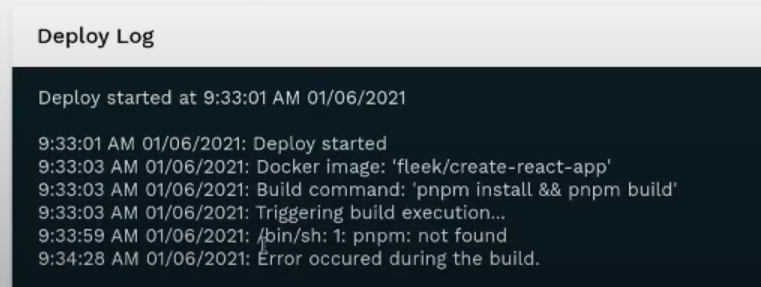 Deploy Log
Deploy started at 9:33:01 AM 01/06/2021
9:33:01 AM 01/06/2021: Deploy started
9:33:03 AM 01/06/2021: Docker image: 'fleek/create-react-app'
9:33:03 AM 01/06/2021: Build command: 'pnpm install && pnpm build'
9:33:03 AM 01/06/2021: Triggering build execution...
9:33:59 AM 01/06/2021: /bin/sh: 1: pnpm: not found
9:34:28 AM 01/06/2021: Error occured during the build.